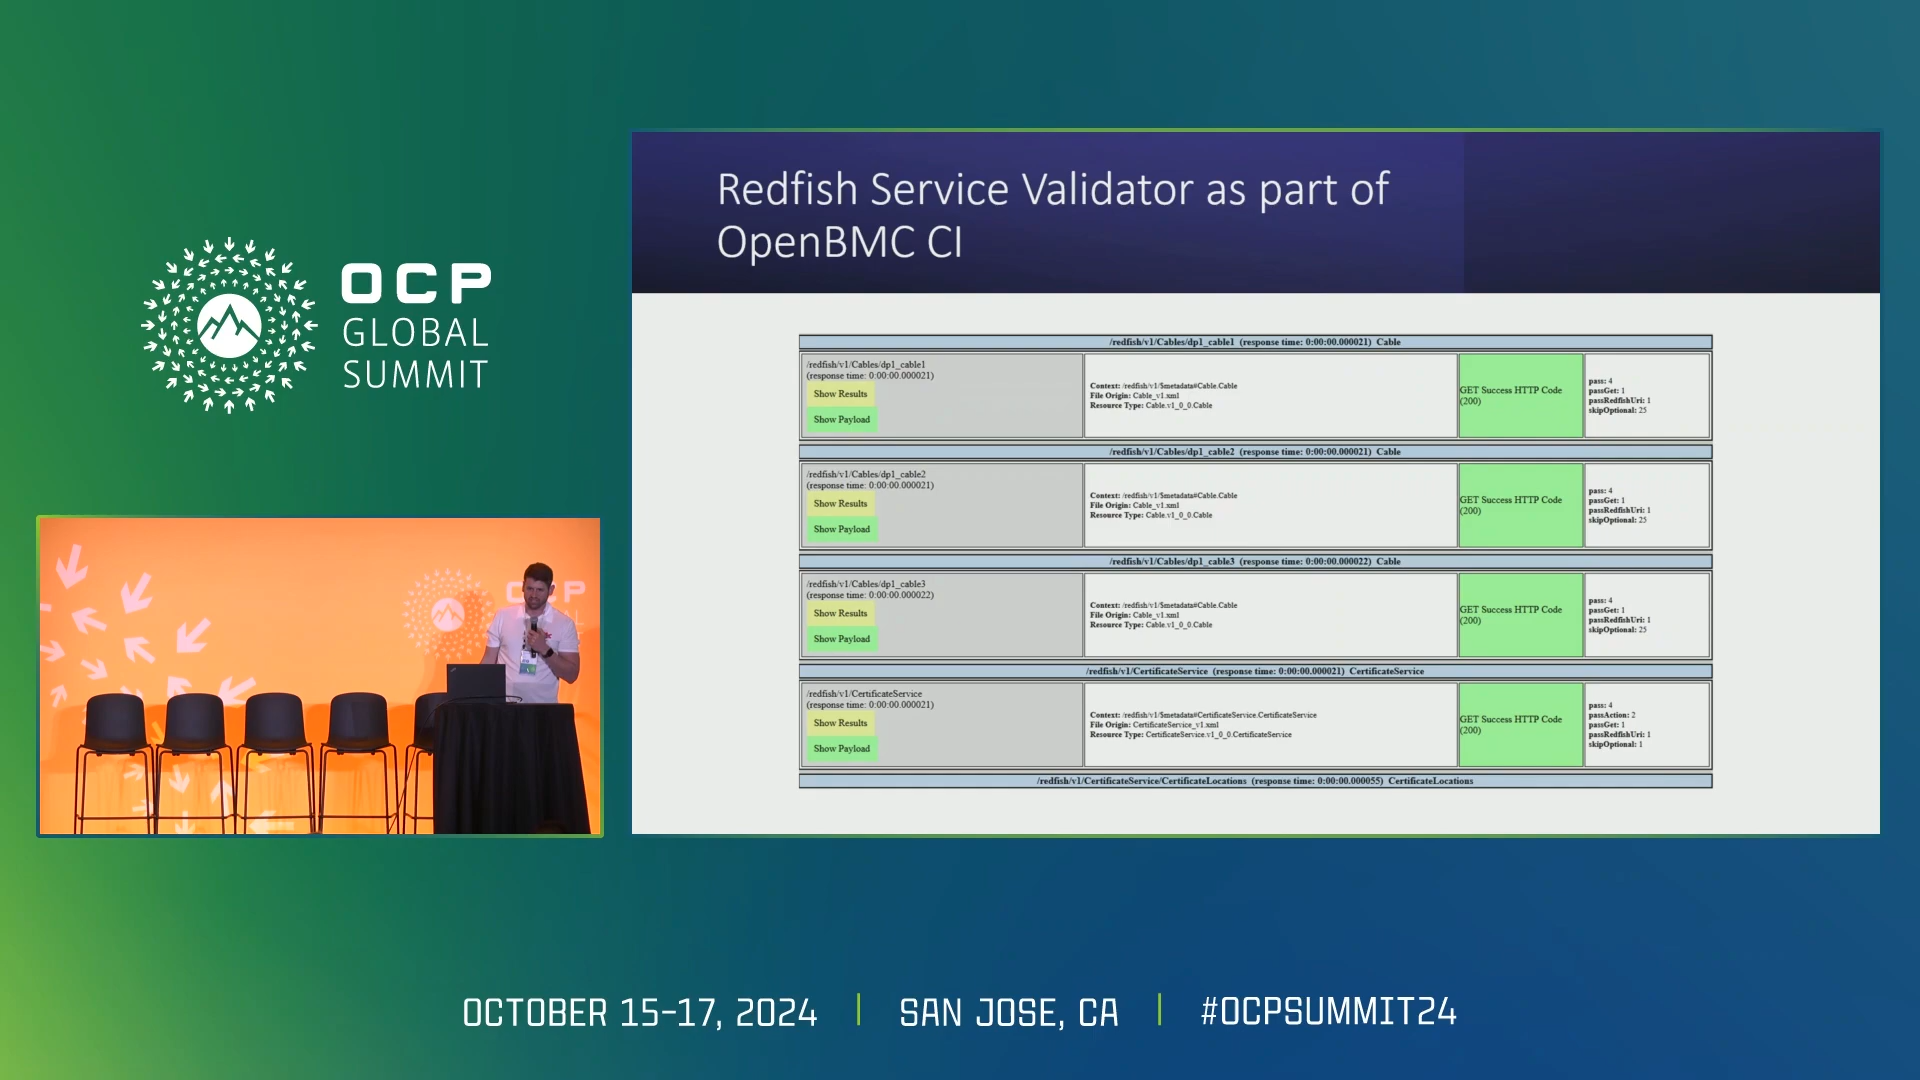 OCP
GLOBAL
SUMMIT
Redfish Service Validator as part of
OpenBMC CI
/redfish/v1/Cables/dp1_cable1 (response time: 0:00:00.000021) Cable
/redfish/v1/Cables/dp1_cable1
(response time: 0:00:00.000021)
Show Results
Show Payload
Context: /redfish/v1/$metadata#Cable.Cable
File Origin: Cable_v1.xml
Resource Type: Cable.v1_0_0.Cable
GET Success HTTP Code
(200)
pass: 4
passGet: 1
passRedfishUri: 1
skipOptional: 25
/redfish/v1/Cables/dp1_cable2 (response time: 0:00:00.000021) Cable
/redfish/v1/Cables/dp1_cable2
(response time: 0:00:00.000021)
Show Results
Show Payload
Context: /redfish/v1/$metadata#Cable.Cable
File Origin: Cable_v1.xml
Resource Type: Cable.v1_0_0.Cable
GET Success HTTP Code
(200)
pass: 4
passGet: 1
passRedfishUri: 1
skipOptional: 25
/redfish/v1/Cables/dp1_cable3 (response time: 0:00:00.000022) Cable
/redfish/v1/Cables/dp1_cable3
(response time: 0:00:00.000022)
Show Results
Show Payload
Context: /redfish/v1/$metadata#Cable.Cable
File Origin: Cable_v1.xml
Resource Type: Cable.v1_0_0.Cable
GET Success HTTP Code
(200)
pass: 4
passGet: 1
passRedfishUri: 1
skipOptional: 25
/redfish/v1/CertificateService (response time: 0:00:00.000021) CertificateService
/redfish/v1/CertificateService
(response time: 0:00:00.000021)
Show Results
Show Payload
Context: /redfish/v1/$metadata#CertificateService.CertificateService
File Origin: CertificateService_v1.xml
Resource Type: CertificateService.v1_0_0.CertificateService
GET Success HTTP Code
(200)
pass: 4
passAction: 2
passGet: 1
passRedfishUri: 1
skipOptional: 1
/redfish/v1/CertificateService/CertificateLocations (response time: 0:00:00.000055) CertificateLocations
OCTOBER 15-17, 2024 | SAN JOSE, CA | #OCPSUMMIT24